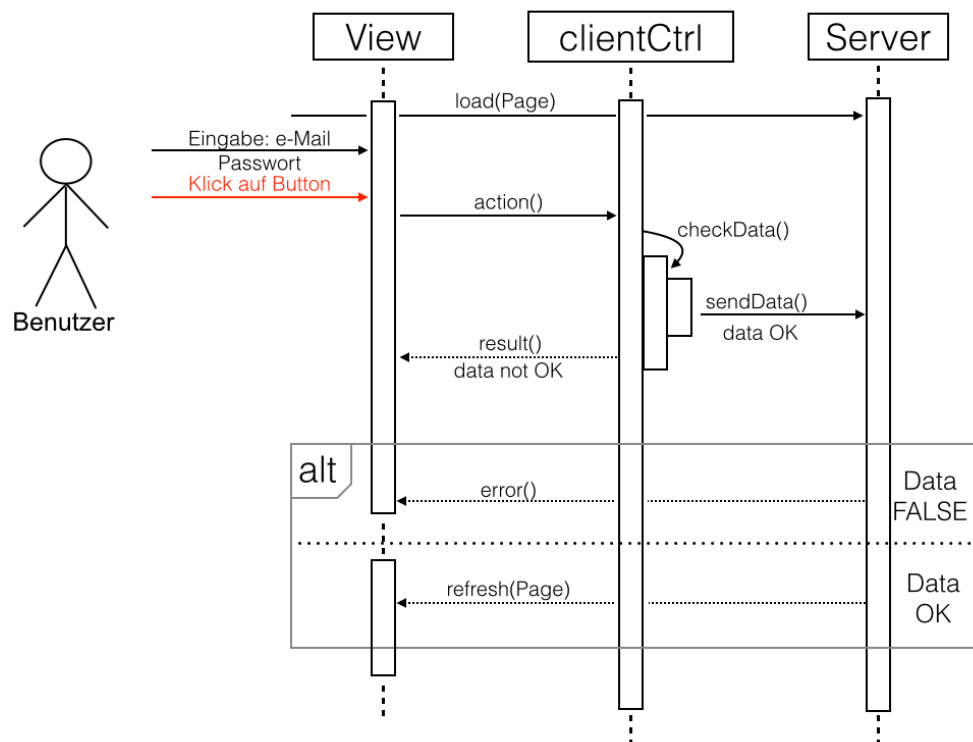 View
clientCtrl
Server
load(Page)
Eingabe: e-Mail
Passwort
Klick auf Button
action()
checkData()
Benutzer
sendData()
data OK
result()
data not OK
alt
error()
Data
FALSE
refresh(Page)
Data
OK